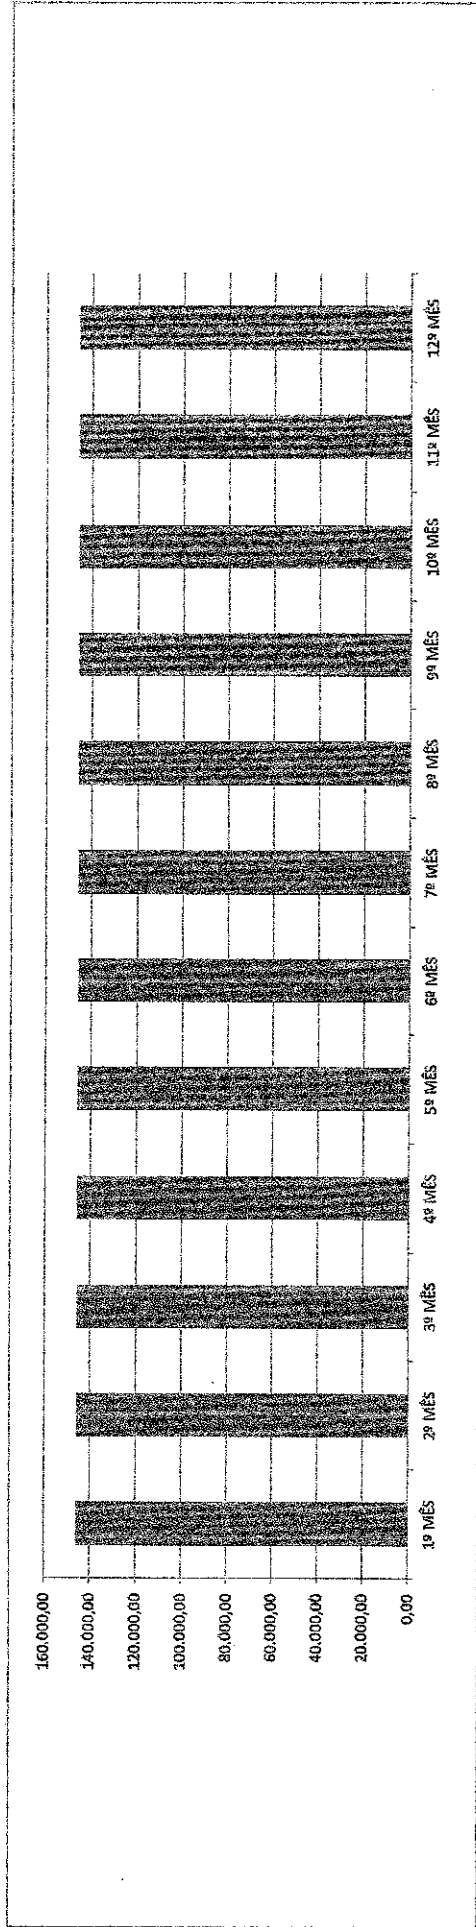 160.000,00
140.000,00
120.000,00
100.000,00
80.000,00
60.000,00
40.000,00
20.000,00
0,00
1º MÊS
2º MÊS
3º MÊS
4º MÊS
5º MÊS
6º MÊS
7º MÊS
8º MÊS
9º MÊS
10º MÊS
11º MÊS
12º MÊS